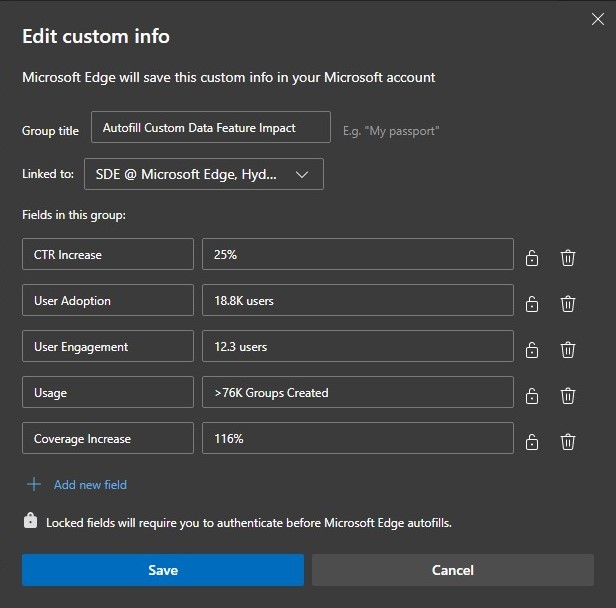 Edit custom info
Microsoft Edge will save this custom info in your Microsoft account
Group title Autofill Custom Data Feature Impact E.g. "My passport"
Linked to: SDE @ Microsoft Edge, Hyd...
Fields in this group:
CTR Increase 25%
User Adoption 18.8K users
User Engagement 12.3 users
Usage >76K Groups Created
Coverage Increase 116%
Add new field
Locked fields will require you to authenticate before Microsoft Edge autofills.
Save Cancel